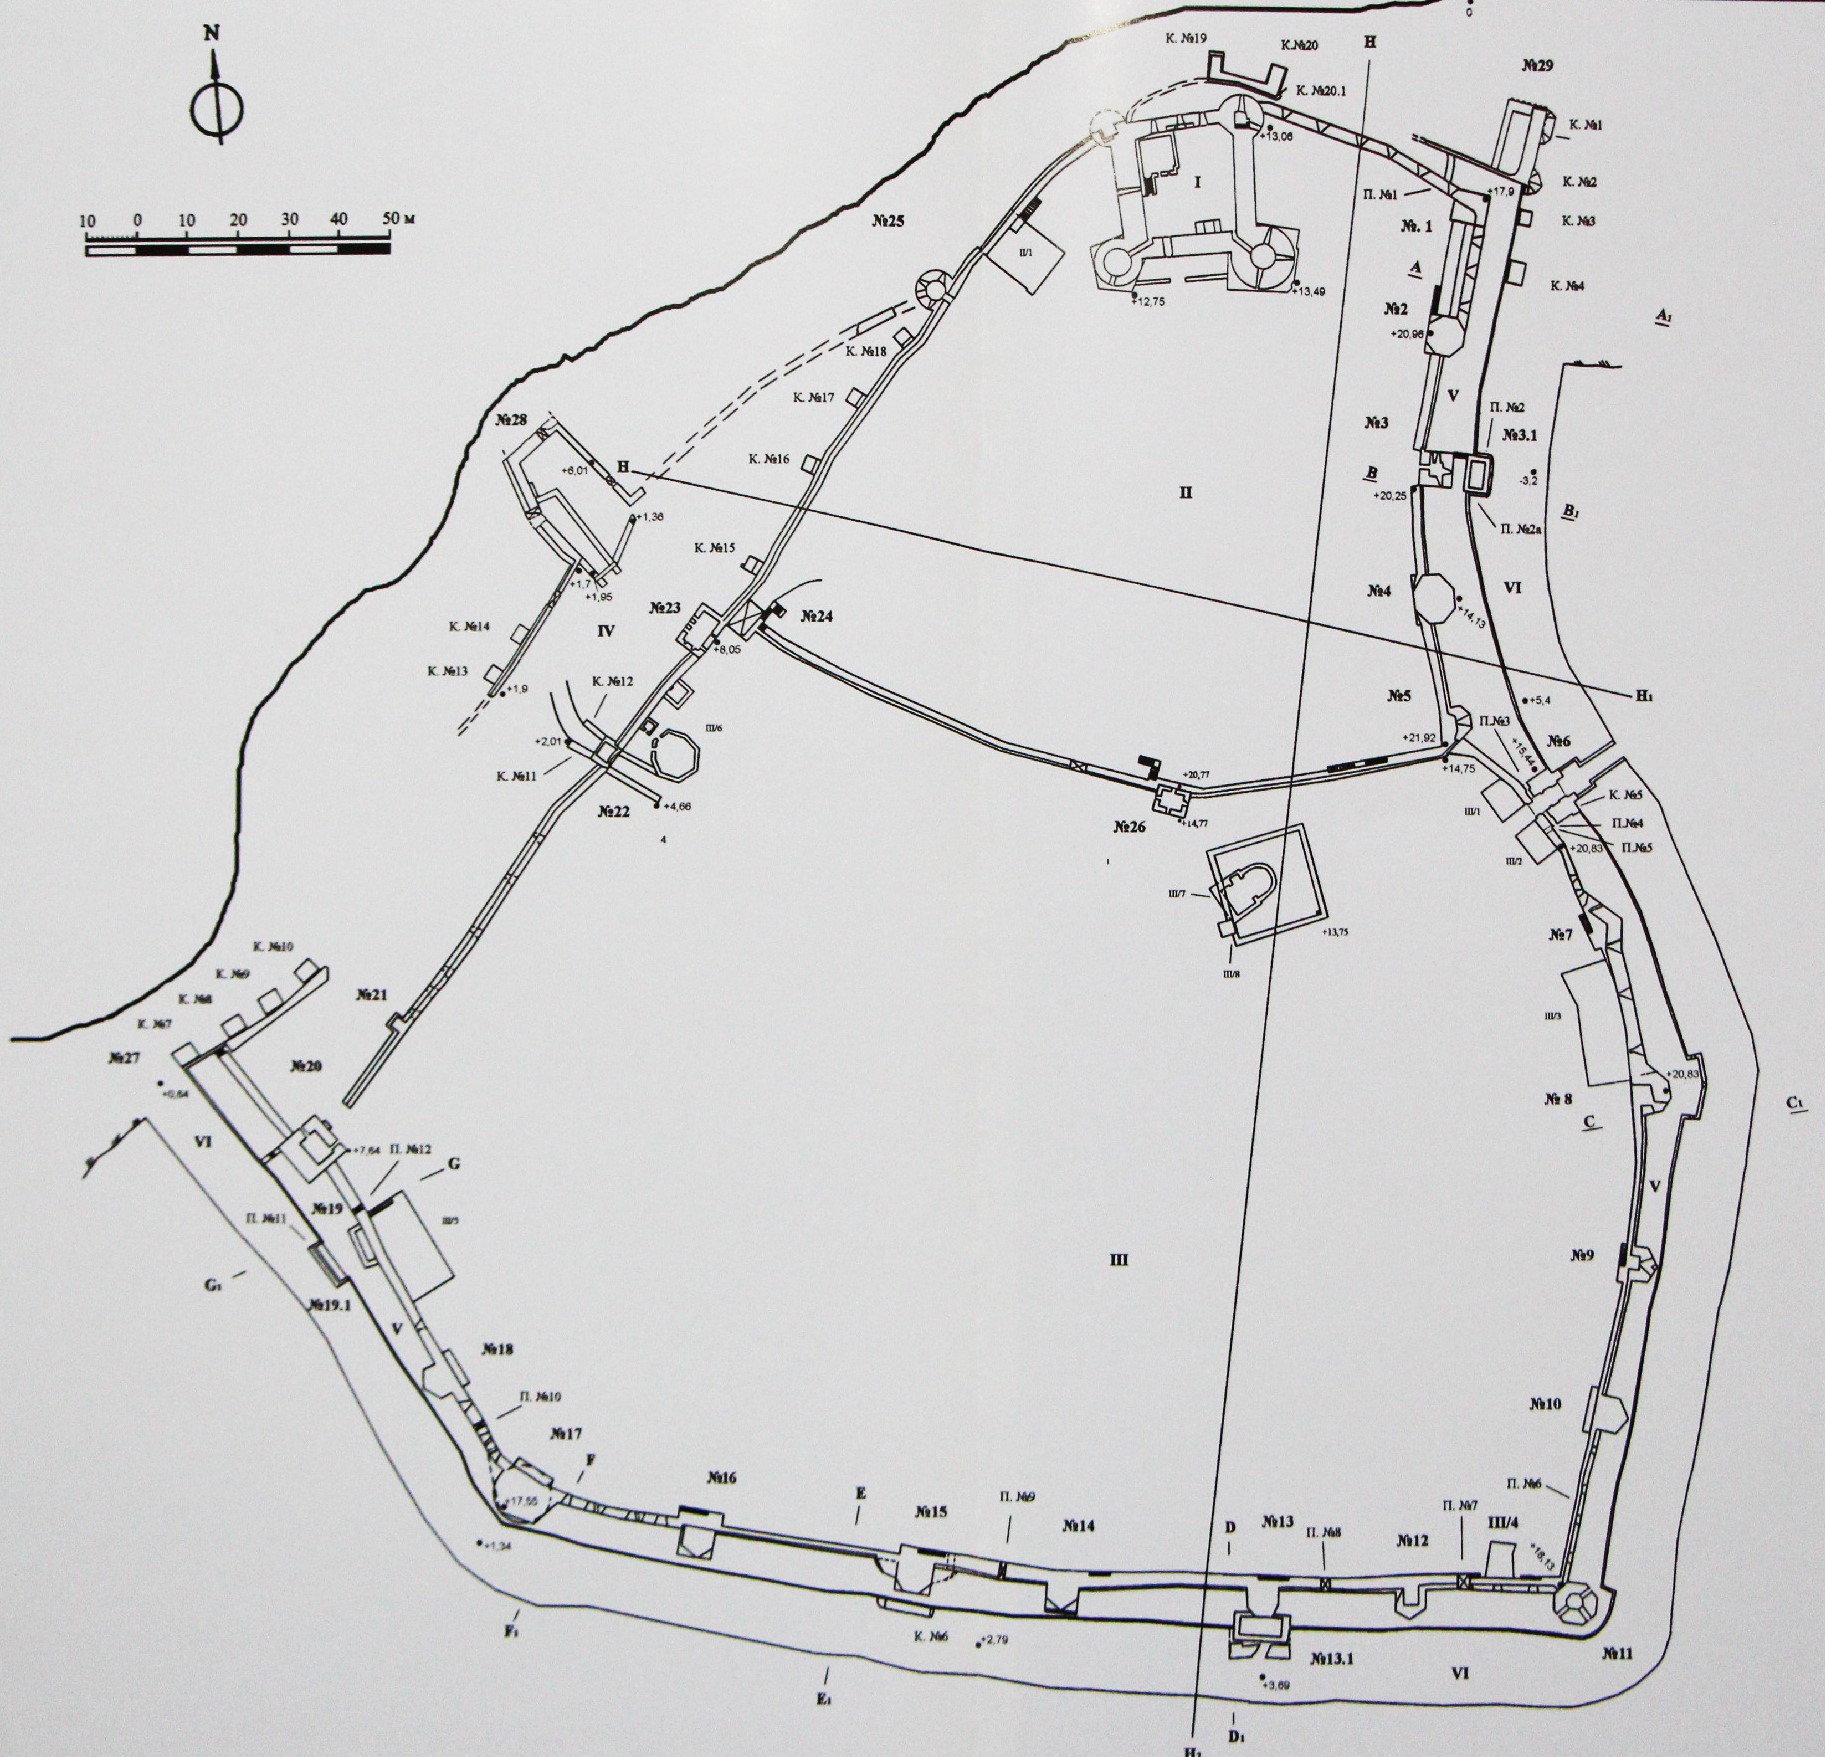 N
10 0 10 20 30 40 50 м
0
К. №19
К.№20
Н
№29
К. №20.1
К. №1
+13,06
I
П. №1
+17,9
К. №2
№25
№. 1
К. №3
II/1
А
К. №4
+12,75
+13,49
№2
А1
+20,96
К. №18
К. №17
V
П. №2
№28
№3
№3.1
К. №16
+6,01
Н
В
-3,2
II
+20,25
В1
+1,36
П. №2а
К. №15
+1,7
+1,95
№4
VI
№23
№24
+14,13
К. №14
IV
+8,05
К. №13
К. №12
+1,9
№5
Н1
+5,4
III/6
П.№3
+2,01
+21,92
+15,44
№6
К. №11
+14,75
+20,77
№22
+4,66
III/1
К. №5
№26
+14,77
П.№4
4
+20,83
П.№5
III/2
III/7
№7
+13,75
К. №10
III/8
К. №9
К. №8
№21
III/3
К. №7
№27
№20
+20,83
+0,64
№ 8
С1
С
VI
+7,64
П. №12
G
V
№19
П. №11
III/5
III
№9
G1
№19.1
V
№18
П. №10
№10
№17
F
№16
П. №6
+17,55
Е
П. №9
П. №7
№15
№14
D
№13
П. №8
№12
III/4
+1,34
+18,13
F1
К. №6
+2,79
№13.1
№11
VI
+3,69
Е1
D1
Н2